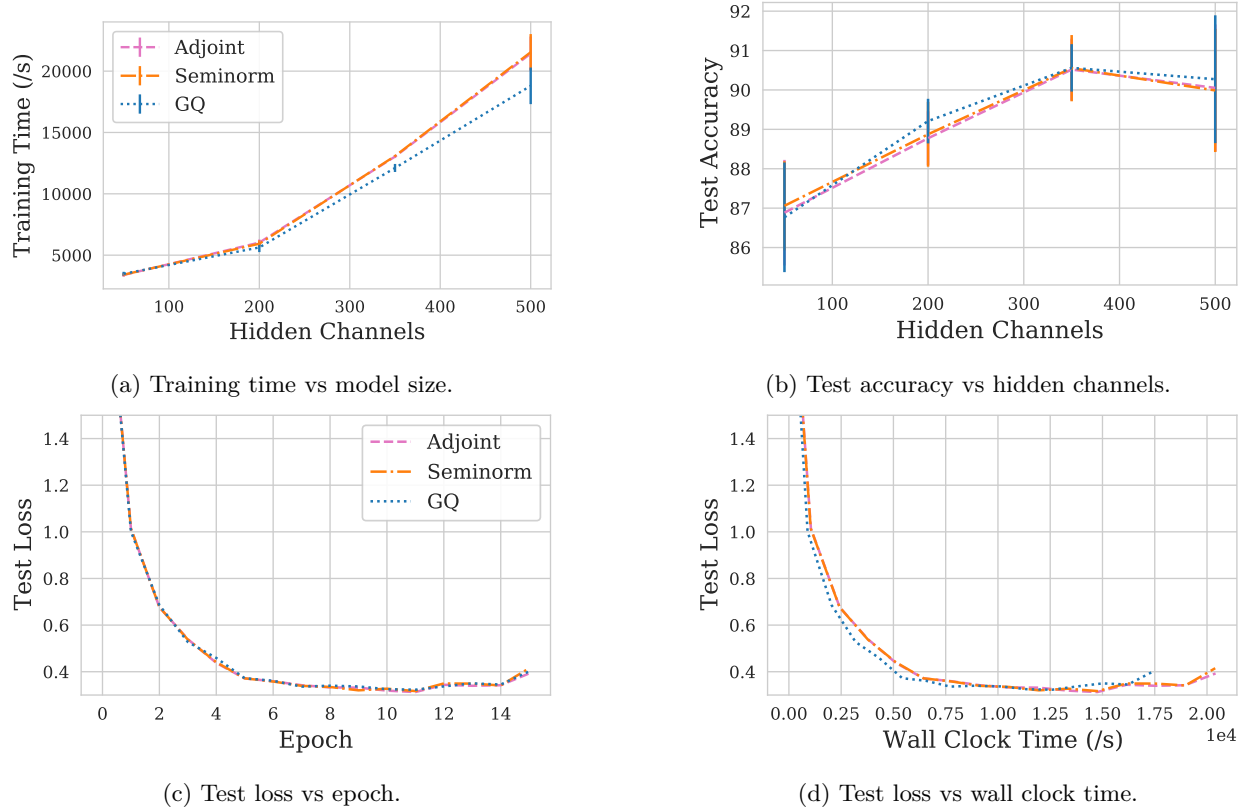 Training Time (/s)
20000
15000
10000
5000
Adjoint
Seminorm
GQ
100 200 300 400 500
Hidden Channels
(a) Training time vs model size.
Test Accuracy
92
91
90
89
88
87
86
100 200 300 400 500
Hidden Channels
(b) Test accuracy vs hidden channels.
Test Loss
1.4
1.2
1.0
0.8
0.6
0.4
Adjoint
Seminorm
GQ
0 2 4 6 8 10 12 14
Epoch
(c) Test loss vs epoch.
Test Loss
1.4
1.2
1.0
0.8
0.6
0.4
0.00 0.25 0.50 0.75 1.00 1.25 1.50 1.75 2.00
1e4
Wall Clock Time (/s)
(d) Test loss vs wall clock time.